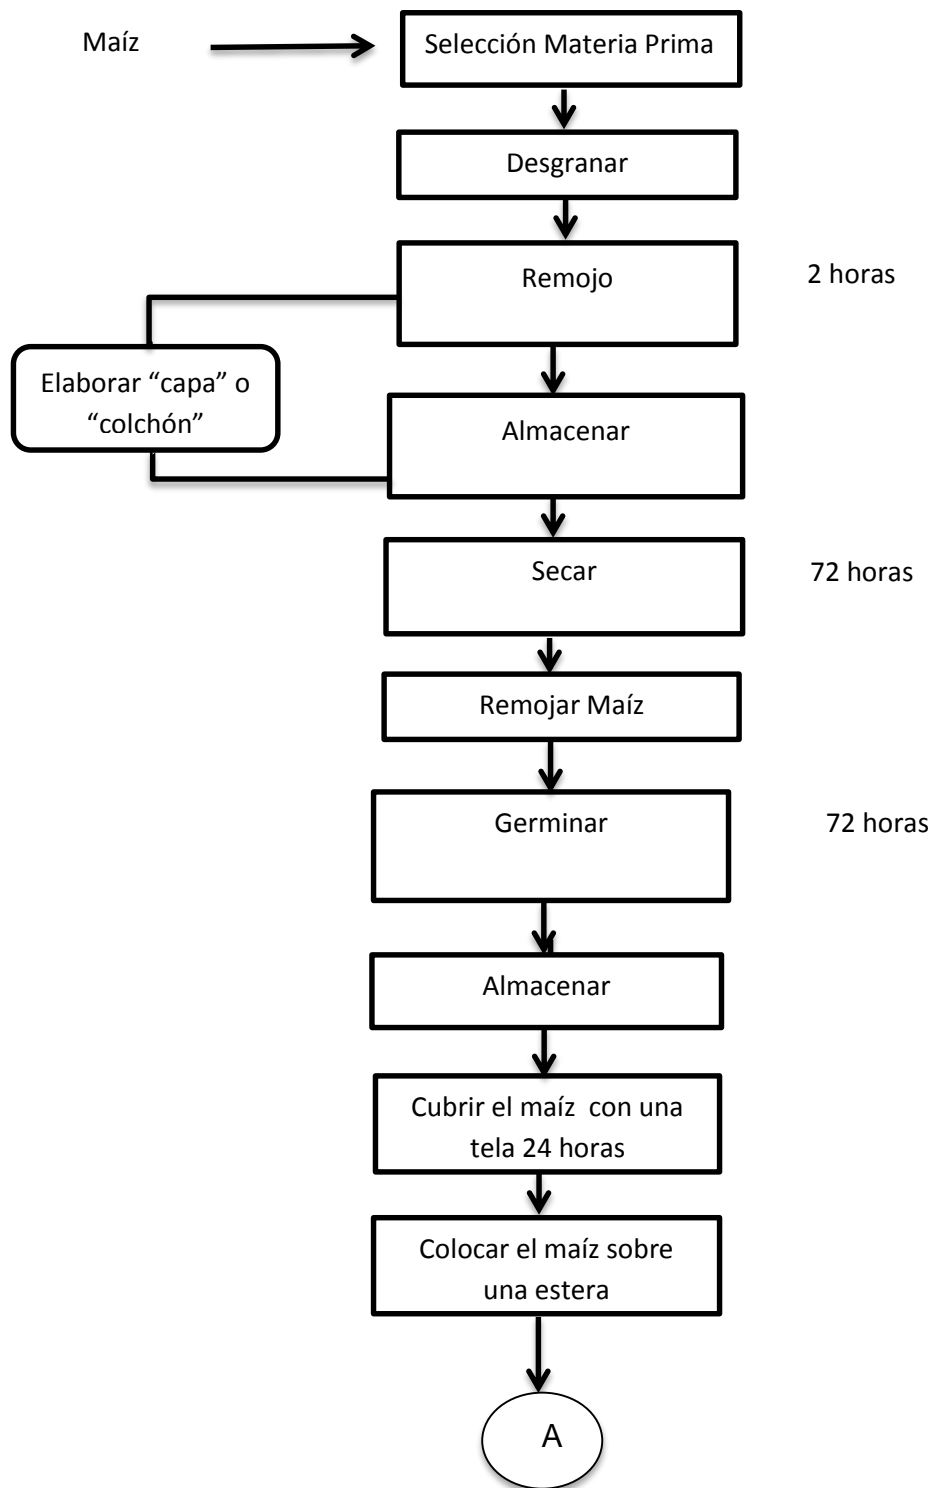 Maíz
Selección Materia Prima
Desgranar
Remojo
2 horas
Elaborar “capa” o
“colchón”
Almacenar
Secar
72 horas
Remojar Maíz
Germinar
72 horas
Almacenar
Cubrir el maíz  con una
tela 24 horas
Colocar el maíz sobre
una estera
A